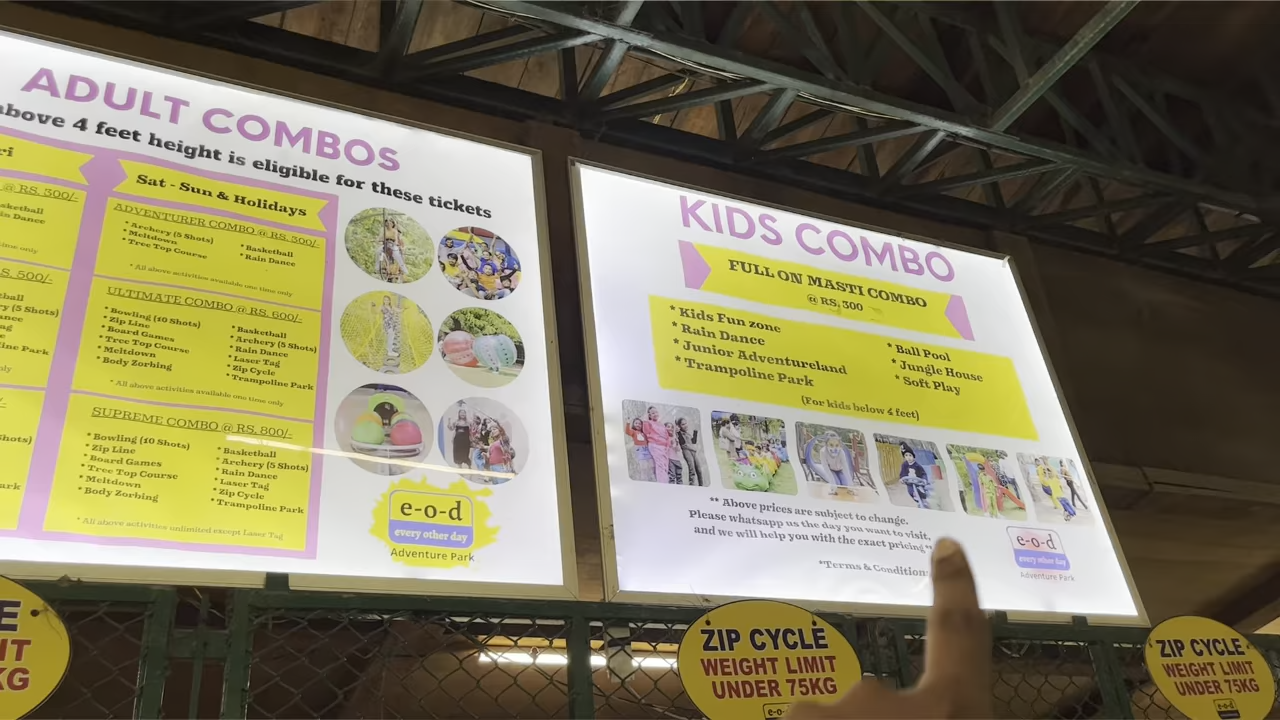 ADULT COMBOS
above 4 feet height is eligible for these tickets
ri
@ RS. 300/-
sketball
in Dance
time only
S. 500/-
ball
ry (5 Shots)
ance
ag
ine Park
Shots)
ark
Sat - Sun & Holidays
ADVENTURER COMBO @ RS. 300/-
* Archery (5 Shots)
* Meltdown
* Tree Top Course
* Basketball
* Rain Dance
* All above activities available one time only
ULTIMATE COMBO @ RS. 600/-
* Bowling (10 Shots)
* Zip Line
* Board Games
* Tree Top Course
* Meltdown
* Body Zorbing
* Basketball
* Archery (5 Shots)
* Rain Dance
* Laser Tag
* Zip Cycle
* Trampoline Park
* All above activities available one time only
SUPREME COMBO @ RS. 800/-
* Bowling (10 Shots)
* Zip Line
* Board Games
* Tree Top Course
* Meltdown
* Body Zorbing
* Basketball
* Archery (5 Shots)
* Rain Dance
* Laser Tag
* Zip Cycle
* Trampoline Park
* All above activities unlimited except Laser Tag
e-o-d
every other day
Adventure Park
KIDS COMBO
FULL ON MASTI COMBO
@ RS. 300
* Kids Fun zone
* Rain Dance
* Junior Adventureland
* Trampoline Park
* Ball Pool
* Jungle House
* Soft Play
(For kids below 4 feet)
** Above prices are subject to change.
Please whatsapp us the day you want to visit,
and we will help you with the exact pricing**
*Terms & Condition
e-o-d
every other day
Adventure Park
E
HT
KG
ZIP CYCLE
WEIGHT LIMIT
UNDER 75KG
e-o-d
ZIP CYCLE
WEIGHT LIMIT
UNDER 75KG
e-o-d